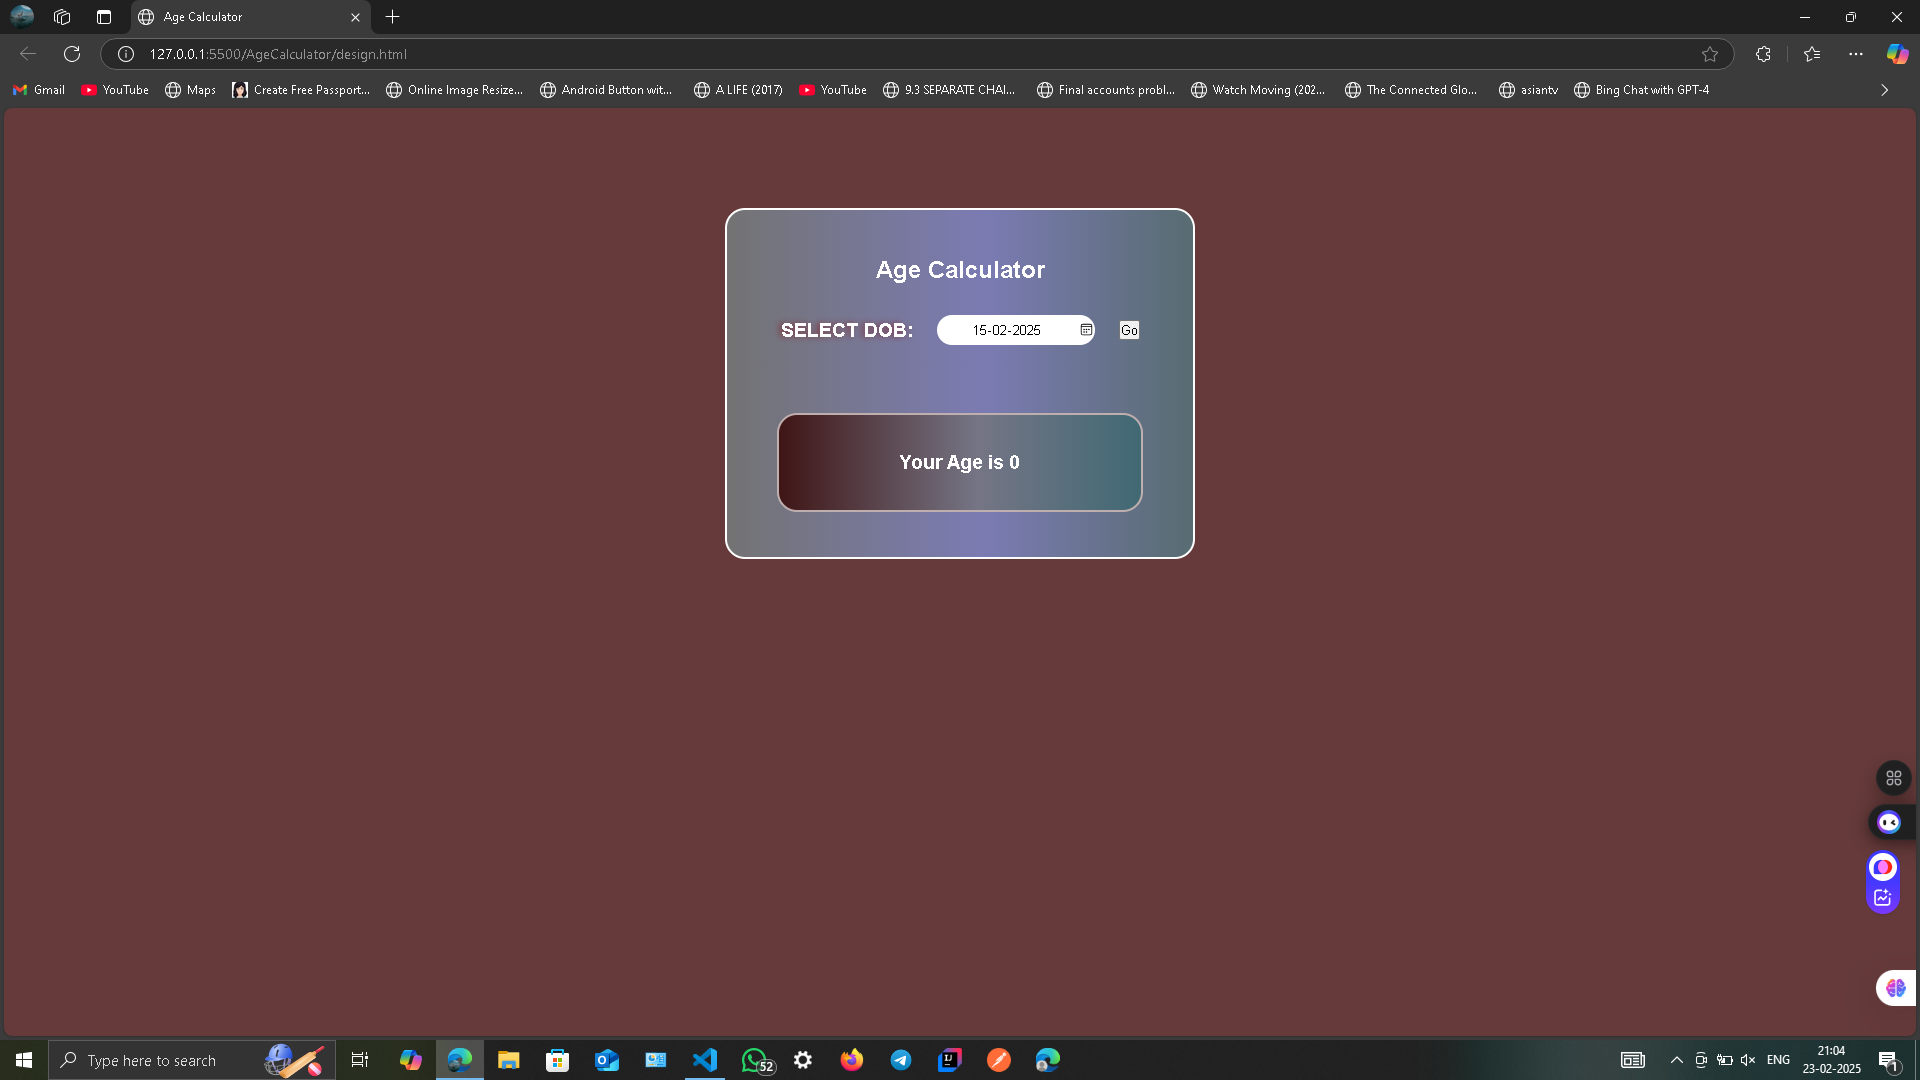 Age Calculator
127.0.0.1:5500/AgeCalculator/design.html
Gmail YouTube Maps Create Free Passport... Online Image Resize... Android Button wit... A LIFE (2017) YouTube 9.3 SEPARATE CHAI... Final accounts probl... Watch Moving (202... The Connected Glo... asiantv Bing Chat with GPT-4
Age Calculator
SELECT DOB: 15-02-2025 Go
Your Age is 0
Type here to search
52
ENG
21:04
23-02-2025
1